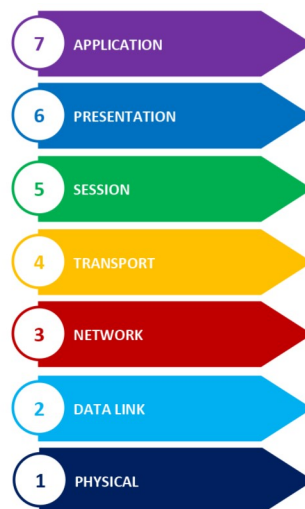 7 APPLICATION
6 PRESENTATION
5 SESSION
4 TRANSPORT
3 NETWORK
2 DATA LINK
1 PHYSICAL